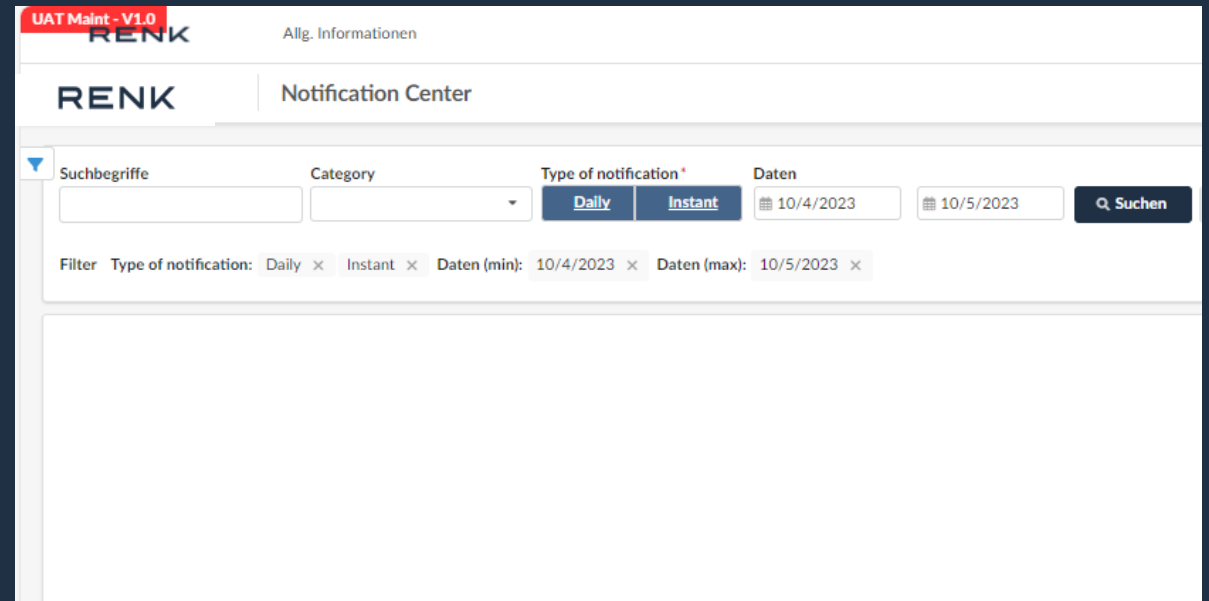 UAT Maint - V1.0
RENK Allg. Informationen
RENK Notification Center
Suchbegriffe Category Type of notification* Daten
Daily Instant 10/4/2023 10/5/2023 Suchen
Filter Type of notification: Daily × Instant × Daten (min): 10/4/2023 × Daten (max): 10/5/2023 ×